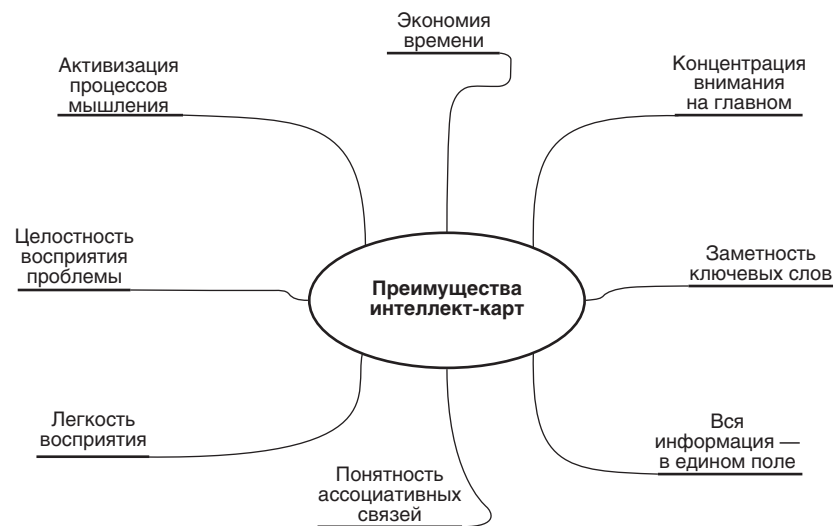 Экономия
времени
Активизация
процессов
мышления
Концентрация
внимания
на главном
Целостность
восприятия
проблемы
Преимущества
интеллект-карт
Заметность
ключевых слов
Легкость
восприятия
Понятность
ассоциативных
связей
Вся
информация —
в едином поле